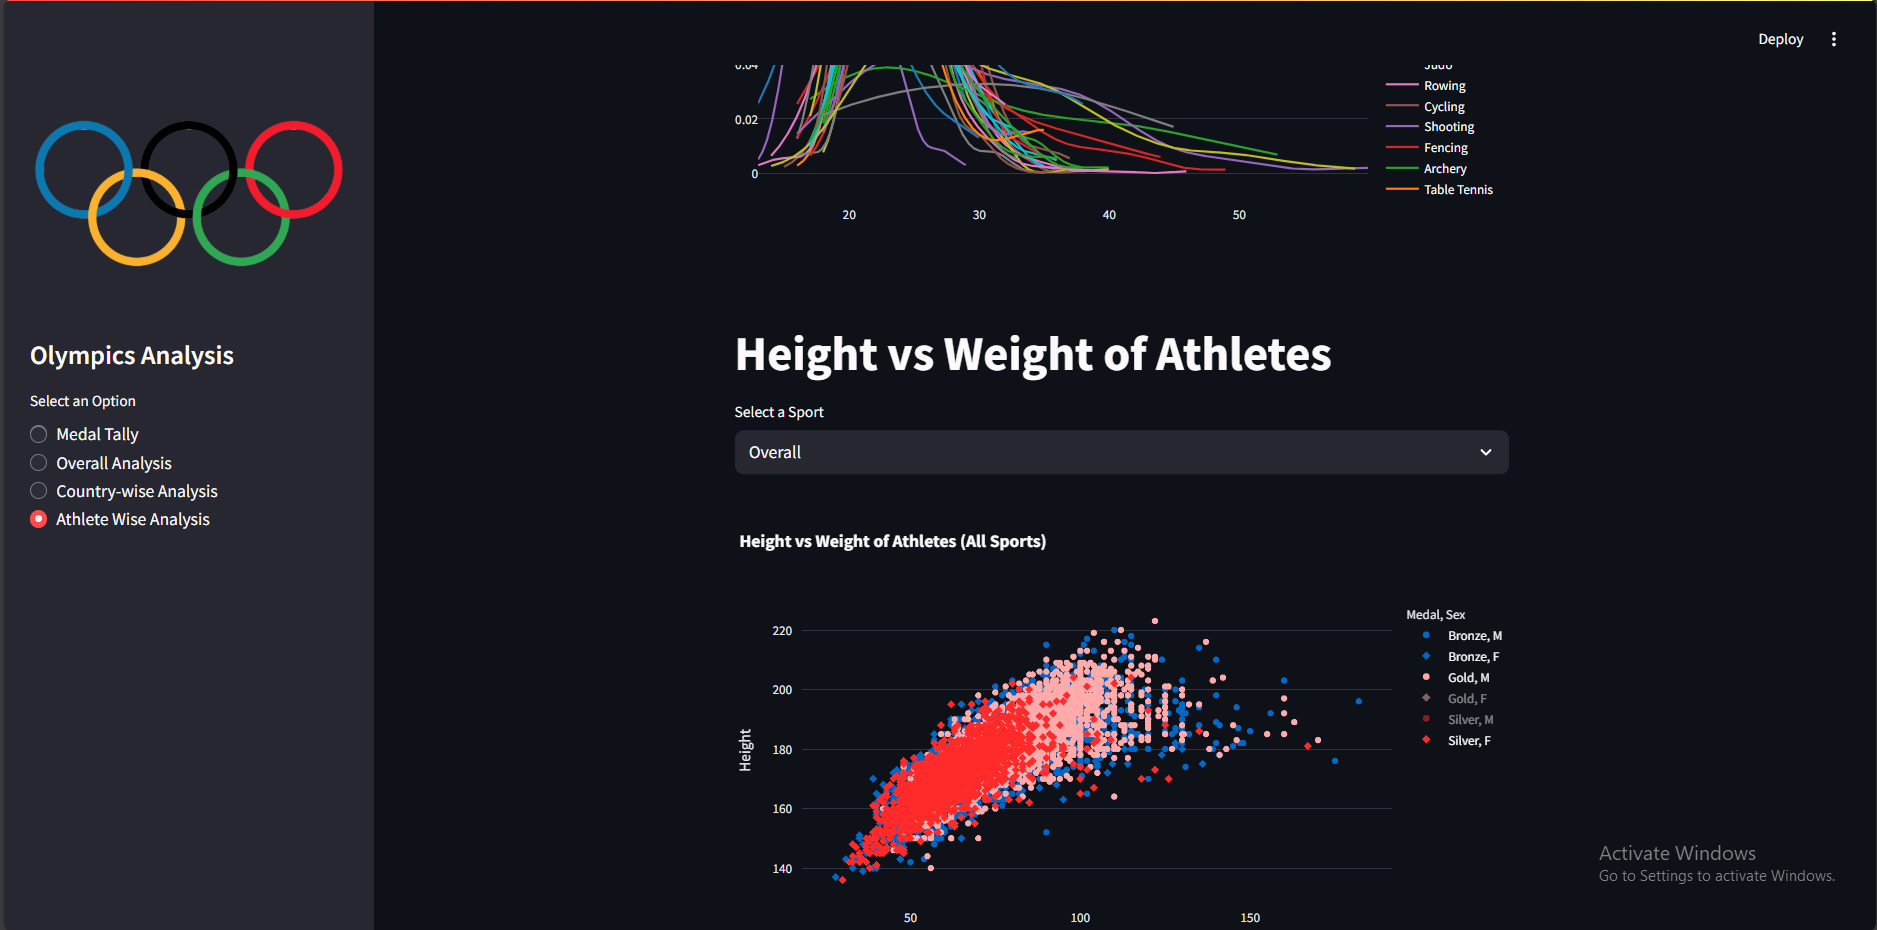 Deploy
Olympics Analysis
Select an Option
Medal Tally
Overall Analysis
Country-wise Analysis
Athlete Wise Analysis
0.04
0.02
0
20 30 40 50
Judo
Rowing
Cycling
Shooting
Fencing
Archery
Table Tennis
Height vs Weight of Athletes
Select a Sport
Overall
Height vs Weight of Athletes (All Sports)
Height
220
200
180
160
140
50 100 150
Medal, Sex
Bronze, M
Bronze, F
Gold, M
Gold, F
Silver, M
Silver, F
Activate Windows
Go to Settings to activate Windows.